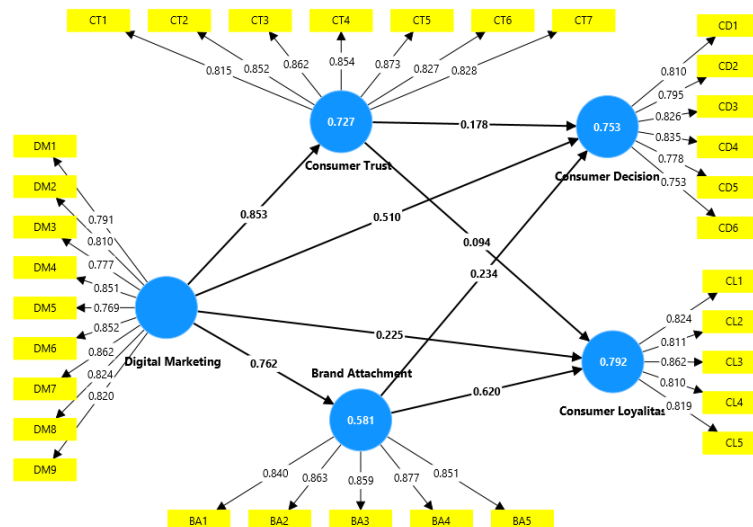 CT1 CT2 CT3 CT4 CT5 CT6 CT7
0.815 0.852 0.862 0.854 0.873 0.827 0.828
0.727
Consumer Trust
CD1
CD2
CD3
CD4
CD5
CD6
0.810
0.795
0.826
0.835
0.778
0.753
0.753
Consumer Decision
DM1
DM2
DM3
DM4
DM5
DM6
DM7
DM8
DM9
0.791
0.810
0.777
0.851
0.769
0.852
0.862
0.824
0.820
Digital Marketing
0.853
0.178
0.510
0.094
0.234
0.225
0.762
0.620
Brand Attachment
0.581
0.840 0.863 0.859 0.877 0.851
BA1 BA2 BA3 BA4 BA5
0.792
Consumer Loyalitas
0.824
0.811
0.862
0.810
0.819
CL1
CL2
CL3
CL4
CL5